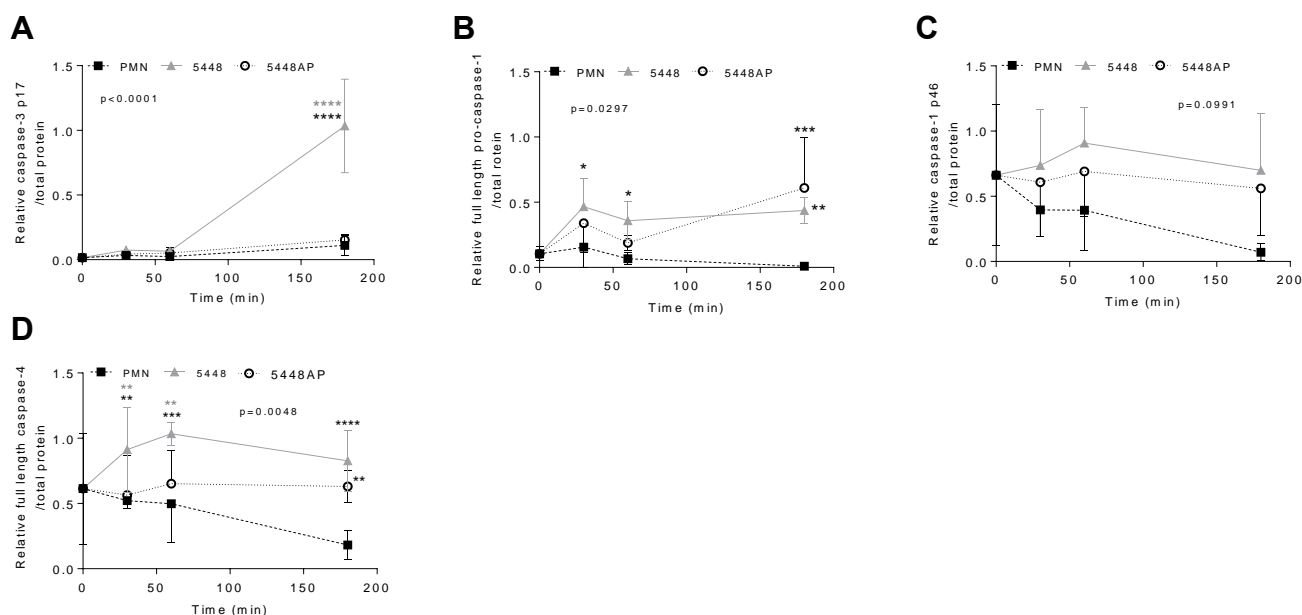 A
PMN 5448 5448AP
1.5
1.0
0.5
0.0
p<0.0001
****
****
0 50 100 150 200
Time (min)
Relative caspase-3 p17
/total protein
B
PMN 5448 5448AP
1.5
1.0
0.5
0.0
p=0.0297
*
*
***
**
0 50 100 150 200
Time (min)
Relative full length pro-caspase-1
/total rotein
C
PMN 5448 5448AP
1.5
1.0
0.5
0.0
p=0.0991
0 50 100 150 200
Time (min)
Relative caspase-1 p46
/total protein
D
PMN 5448 5448AP
1.5
1.0
0.5
0.0
**
**
**
***
p=0.0048
****
**
0 50 100 150 200
Time (min)
Relative full length caspase-4
/total protein